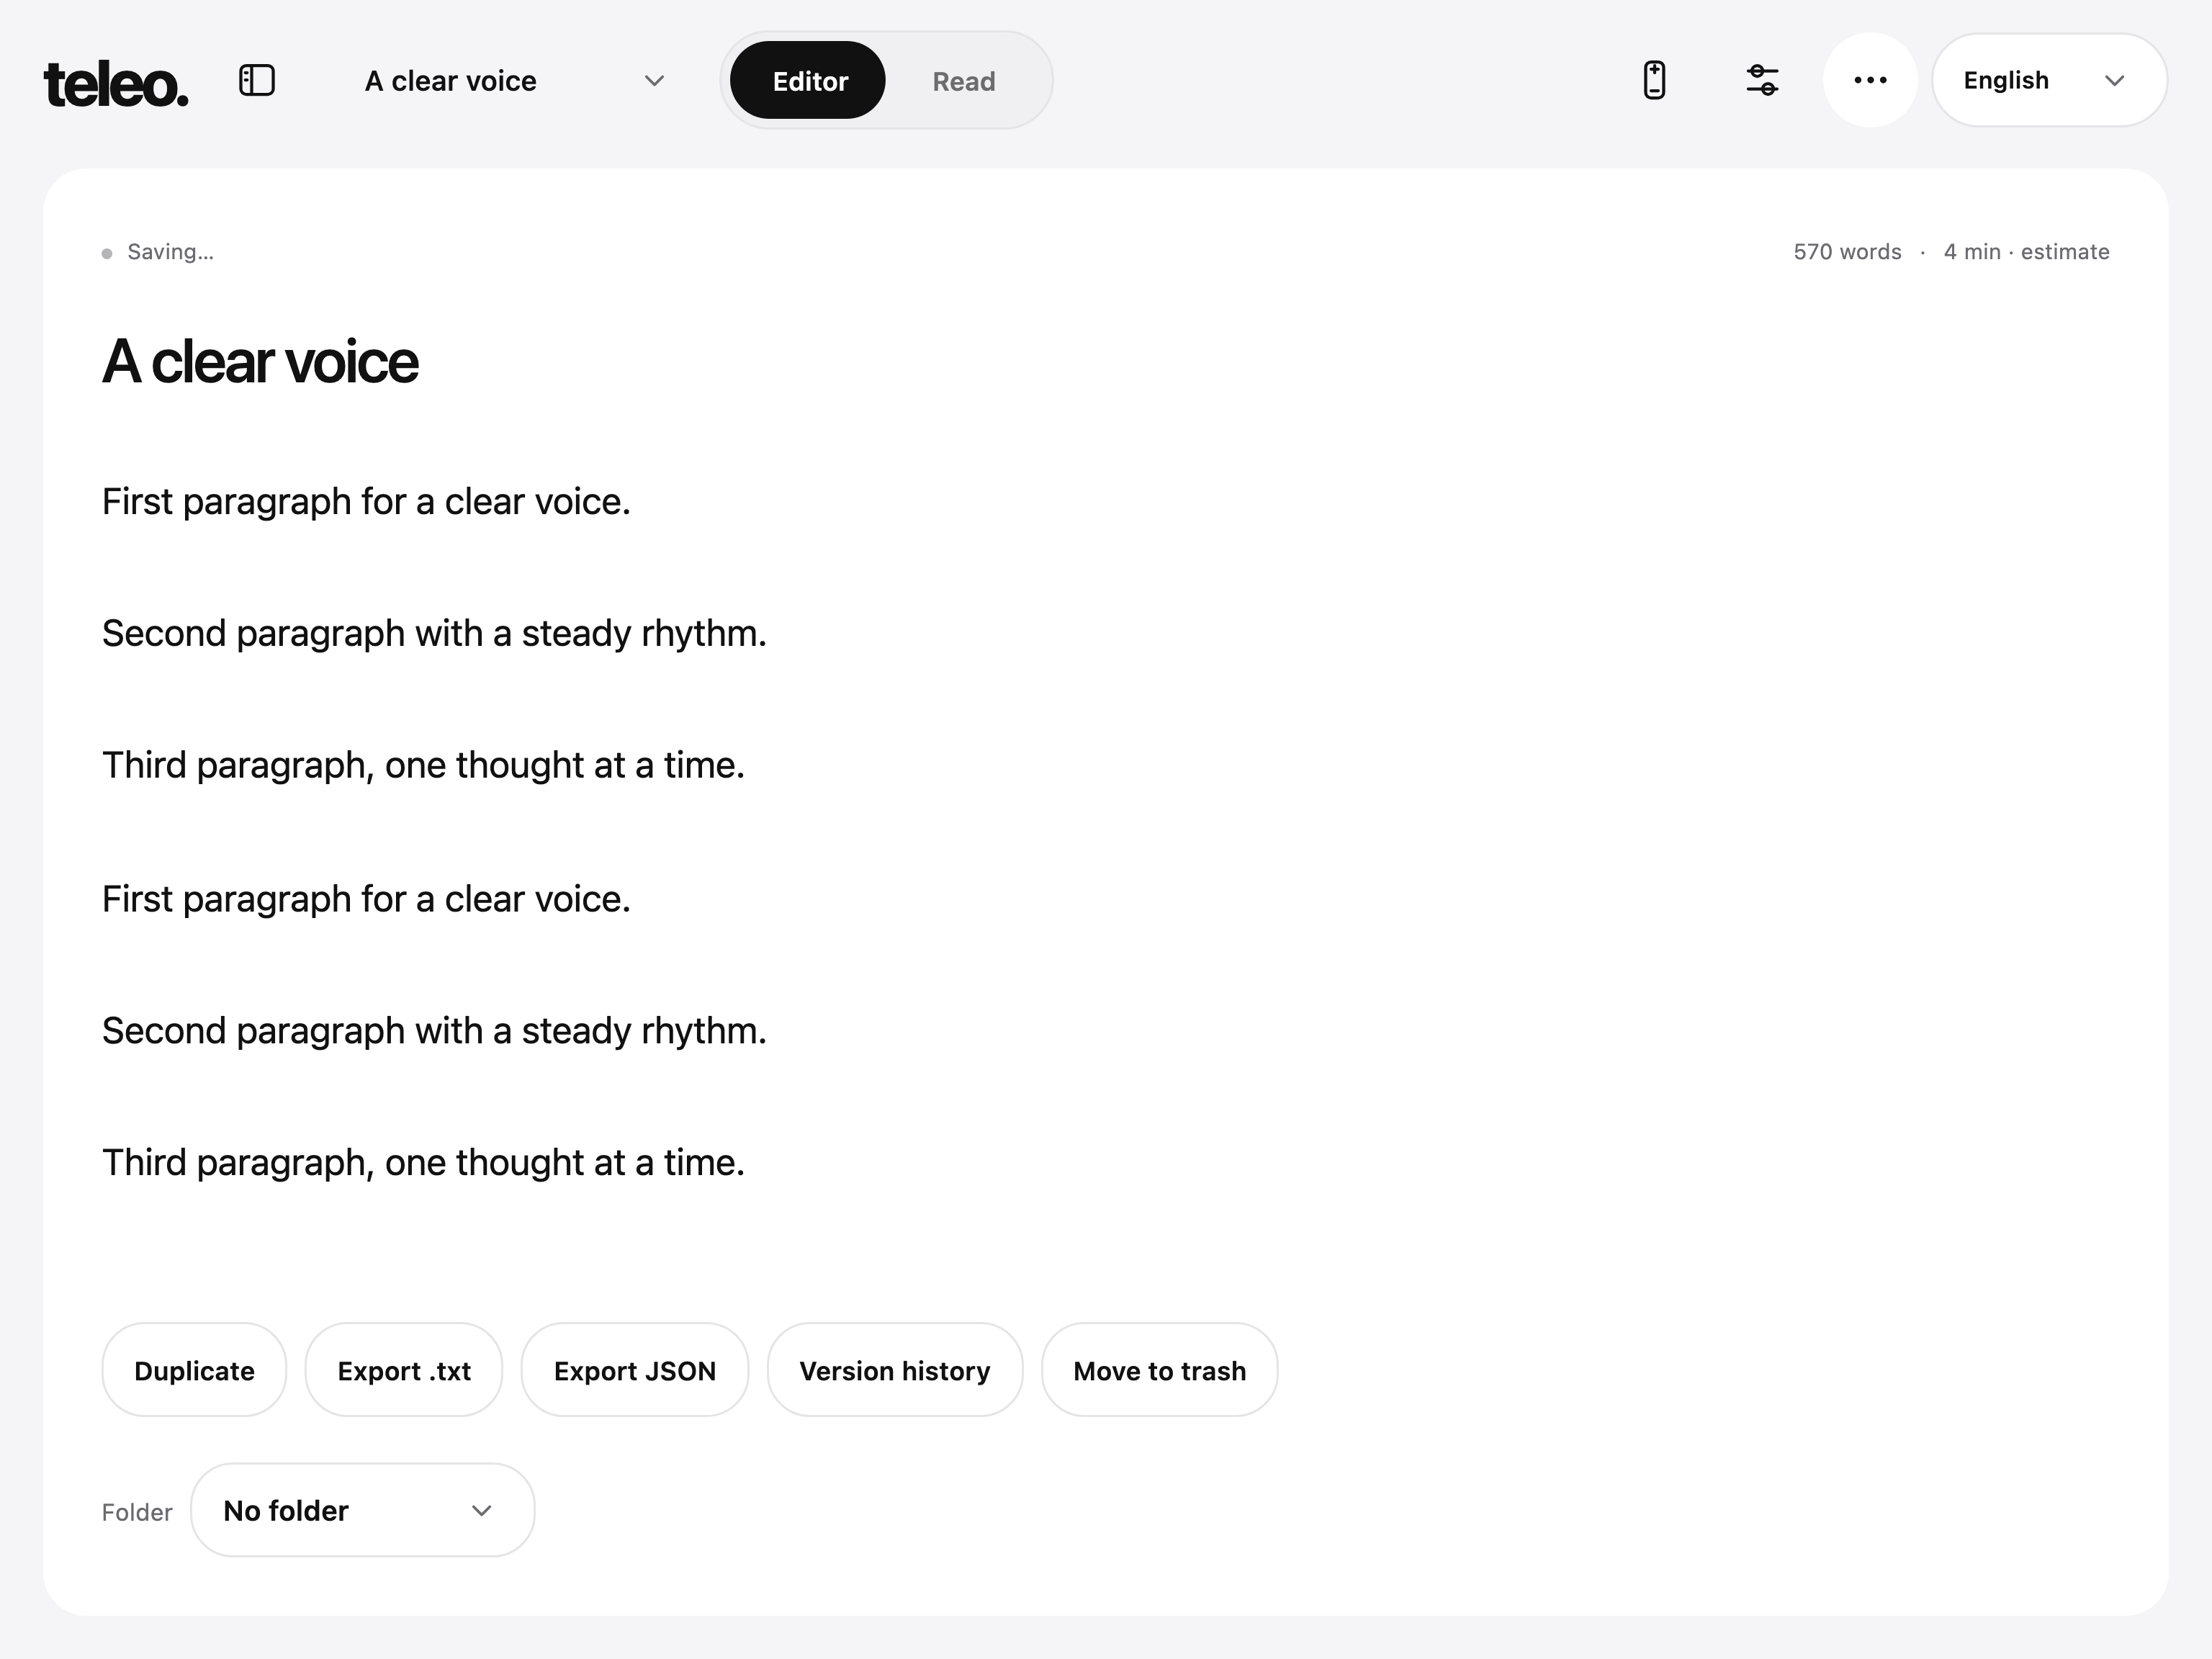 teleo.
A clear voice
Editor
Read
English
Saving...
570 words · 4 min · estimate
A clear voice
First paragraph for a clear voice.
Second paragraph with a steady rhythm.
Third paragraph, one thought at a time.
First paragraph for a clear voice.
Second paragraph with a steady rhythm.
Third paragraph, one thought at a time.
Duplicate
Export .txt
Export JSON
Version history
Move to trash
Folder
No folder